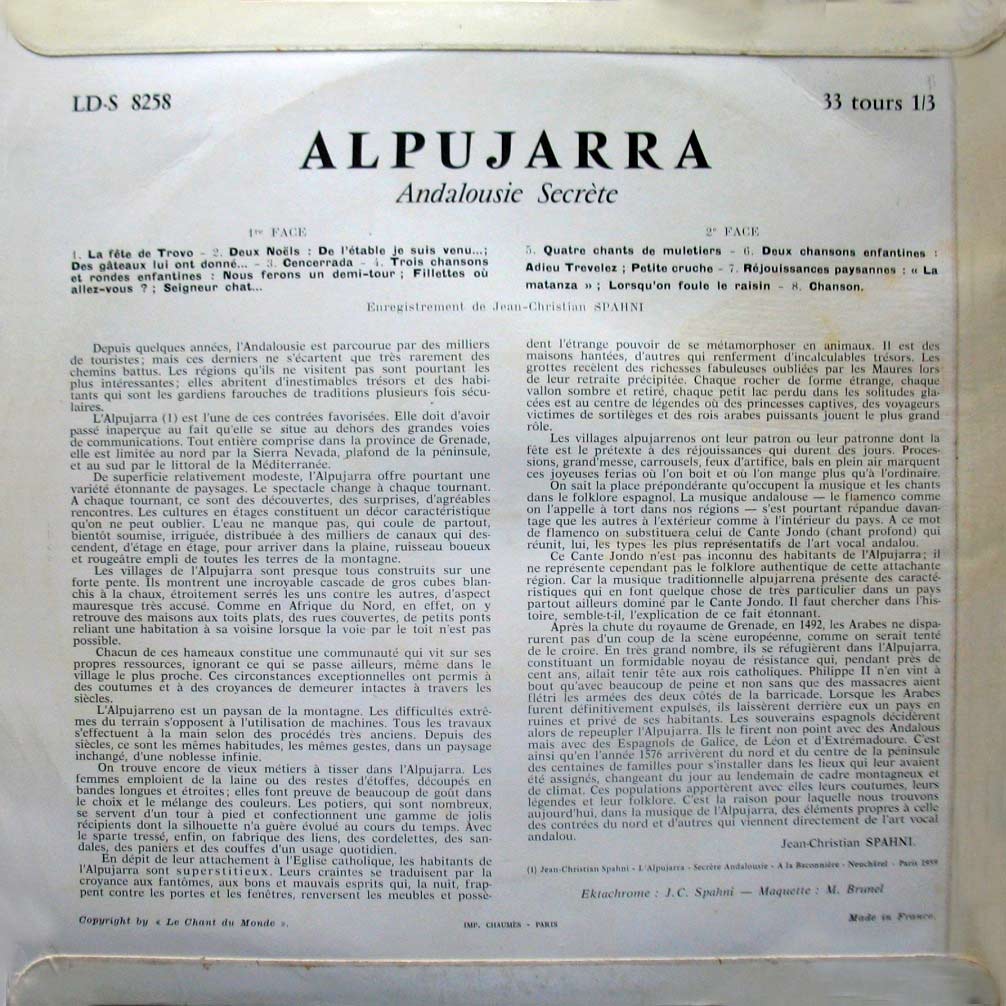 LD-S 8258
33 tours 1/3
ALPUJARRA
Andalousie Secrète
1re FACE
1. La fête de Trovo - 2. Deux Noëls : De l'étable je suis venu...;
Des gâteaux lui ont donné... - 3. Cencerrada - 4. Trois chansons
et rondes enfantines : Nous ferons un demi-tour ; Fillettes où
allez-vous ? ; Seigneur chat...
2e FACE
5. Quatre chants de muletiers - 6. Deux chansons enfantines :
Adieu Trevelez ; Petite cruche - 7. Réjouissances paysannes : « La
matanza » ; Lorsqu'on foule le raisin - 8. Chanson.
Enregistrement de Jean-Christian SPAHNI
Depuis quelques années, l'Andalousie est parcourue par des milliers
de touristes; mais ces derniers ne s'écartent que très rarement des
chemins battus. Les régions qu'ils ne visitent pas sont pourtant les
plus intéressantes; elles abritent d'inestimables trésors et des habi-
tants qui sont les gardiens farouches de traditions plusieurs fois sécu-
laires.
L'Alpujarra (1) est l'une de ces contrées favorisées. Elle doit d'avoir
passé inaperçue au fait qu'elle se situe au dehors des grandes voies
de communications. Tout entière comprise dans la province de Grenade,
elle est limitée au nord par la Sierra Nevada, plafond de la péninsule,
et au sud par le littoral de la Méditerranée.
De superficie relativement modeste, l'Alpujarra offre pourtant une
variété étonnante de paysages. Le spectacle change à chaque tournant.
A chaque tournant, ce sont des découvertes, des surprises, d'agréables
rencontres. Les cultures en étages constituent un décor caractéristique
qu'on ne peut oublier. L'eau ne manque pas, qui coule de partout,
bientôt soumise, irriguée, distribuée à des milliers de canaux qui des-
cendent, d'étage en étage, pour arriver dans la plaine, ruisseau boueux
et rougeâtre empli de toutes les terres de la montagne.
Les villages de l'Alpujarra sont presque tous construits sur une
forte pente. Ils montrent une incroyable cascade de gros cubes blan-
chis à la chaux, étroitement serrés les uns contre les autres, d'aspect
mauresque très accusé. Comme en Afrique du Nord, en effet, on y
retrouve des maisons aux toits plats, des rues couvertes, de petits ponts
reliant une habitation à sa voisine lorsque la voie par le toit n'est pas
possible.
Chacun de ces hameaux constitue une communauté qui vit sur ses
propres ressources, ignorant ce qui se passe ailleurs, même dans le
village le plus proche. Ces circonstances exceptionnelles ont permis à
des coutumes et à des croyances de demeurer intactes à travers les
siècles.
L'Alpujarreno est un paysan de la montagne. Les difficultés extrê-
mes du terrain s'opposent à l'utilisation de machines. Tous les travaux
s'effectuent à la main selon des procédés très anciens. Depuis des
siècles, ce sont les mêmes habitudes, les mêmes gestes, dans un paysage
inchangé, d'une noblesse infinie.
On trouve encore de vieux métiers à tisser dans l'Alpujarra. Les
femmes emploient de la laine ou des restes d'étoffes, découpés en
bandes longues et étroites; elles font preuve de beaucoup de goût dans
le choix et le mélange des couleurs. Les potiers, qui sont nombreux,
se servent d'un tour à pied et confectionnent une gamme de jolis
récipients dont la silhouette n'a guère évolué au cours du temps. Avec
le sparte tressé, enfin, on fabrique des liens, des cordelettes, des san-
dales, des paniers et des couffes d'un usage quotidien.
En dépit de leur attachement à l'Eglise catholique, les habitants de
l'Alpujarra sont superstitieux. Leurs craintes se traduisent par la
croyance aux fantômes, aux bons et mauvais esprits qui, la nuit, frap-
pent contre les portes et les fenêtres, renversent les meubles et possè-
dent l'étrange pouvoir de se métamorphoser en animaux. Il est des
maisons hantées, d'autres qui renferment d'incalculables trésors. Les
grottes recèlent des richesses fabuleuses oubliées par les Maures lors
de leur retraite précipitée. Chaque rocher de forme étrange, chaque
vallon sombre et retiré, chaque petit lac perdu dans les solitudes gla-
cées est au centre de légendes où des princesses captives, des voyageurs
victimes de sortilèges et des rois arabes puissants jouent le plus grand
rôle.
Les villages alpujarrenos ont leur patron ou leur patronne dont la
fête est le prétexte à des réjouissances qui durent des jours. Proces-
sions, grand'messe, carrousels, feux d'artifice, bals en plein air marquent
ces joyeuses ferias où l'on boit et où l'on mange plus qu'à l'ordinaire.
On sait la place prépondérante qu'occupent la musique et les chants
dans le folklore espagnol. La musique andalouse — le flamenco comme
on l'appelle à tort dans nos régions — s'est pourtant répandue davan-
tage que les autres à l'extérieur comme à l'intérieur du pays. A ce mot
de flamenco on substituera celui de Cante Jondo (chant profond) qui
réunit, lui, les types les plus représentatifs de l'art vocal andalou.
Ce Cante Jondo n'est pas inconnu des habitants de l'Alpujarra; il
ne représente cependant pas le folklore authentique de cette attachante
région. Car la musique traditionnelle alpujarrena présente des caracté-
ristiques qui en font quelque chose de très particulier dans un pays
partout ailleurs dominé par le Cante Jondo. Il faut chercher dans l'his-
toire, semble-t-il, l'explication de ce fait étonnant.
Après la chute du royaume de Grenade, en 1492, les Arabes ne dispa-
rurent pas d'un coup de la scène européenne, comme on serait tenté
de le croire. En très grand nombre, ils se réfugièrent dans l'Alpujarra,
constituant un formidable noyau de résistance qui, pendant près de
cent ans, allait tenir tête aux rois catholiques. Philippe II n'en vint à
bout qu'avec beaucoup de peine et non sans que des massacres aient
flétri les armées des deux côtés de la barricade. Lorsque les Arabes
furent définitivement expulsés, ils laissèrent derrière eux un pays en
ruines et privé de ses habitants. Les souverains espagnols décidèrent
alors de repeupler l'Alpujarra. Ils le firent non point avec des Andalous
mais avec des Espagnols de Galice, de Léon et d'Extrémadoure. C'est
ainsi qu'en l'année 1576 arrivèrent du nord et du centre de la péninsule
des centaines de familles pour s'installer dans les lieux qui leur avaient
été assignés, changeant du jour au lendemain de cadre montagneux et
de climat. Ces populations apportèrent avec elles leurs coutumes, leurs
légendes et leur folklore. C'est la raison pour laquelle nous trouvons
aujourd'hui, dans la musique de l'Alpujarra, des éléments propres à celle
des contrées du nord et d'autres qui viennent directement de l'art vocal
andalou.
Jean-Christian SPAHNI.
(1) Jean-Christian Spahni - L'Alpujarra - Secrète Andalousie - A la Baconnière - Neuchâtel - Paris 1959
Ektachrome : J.C. Spahni — Maquette : M. Brunel
Copyright by « Le Chant du Monde ».
IMP. CHAUMÈS - PARIS
Made in France.